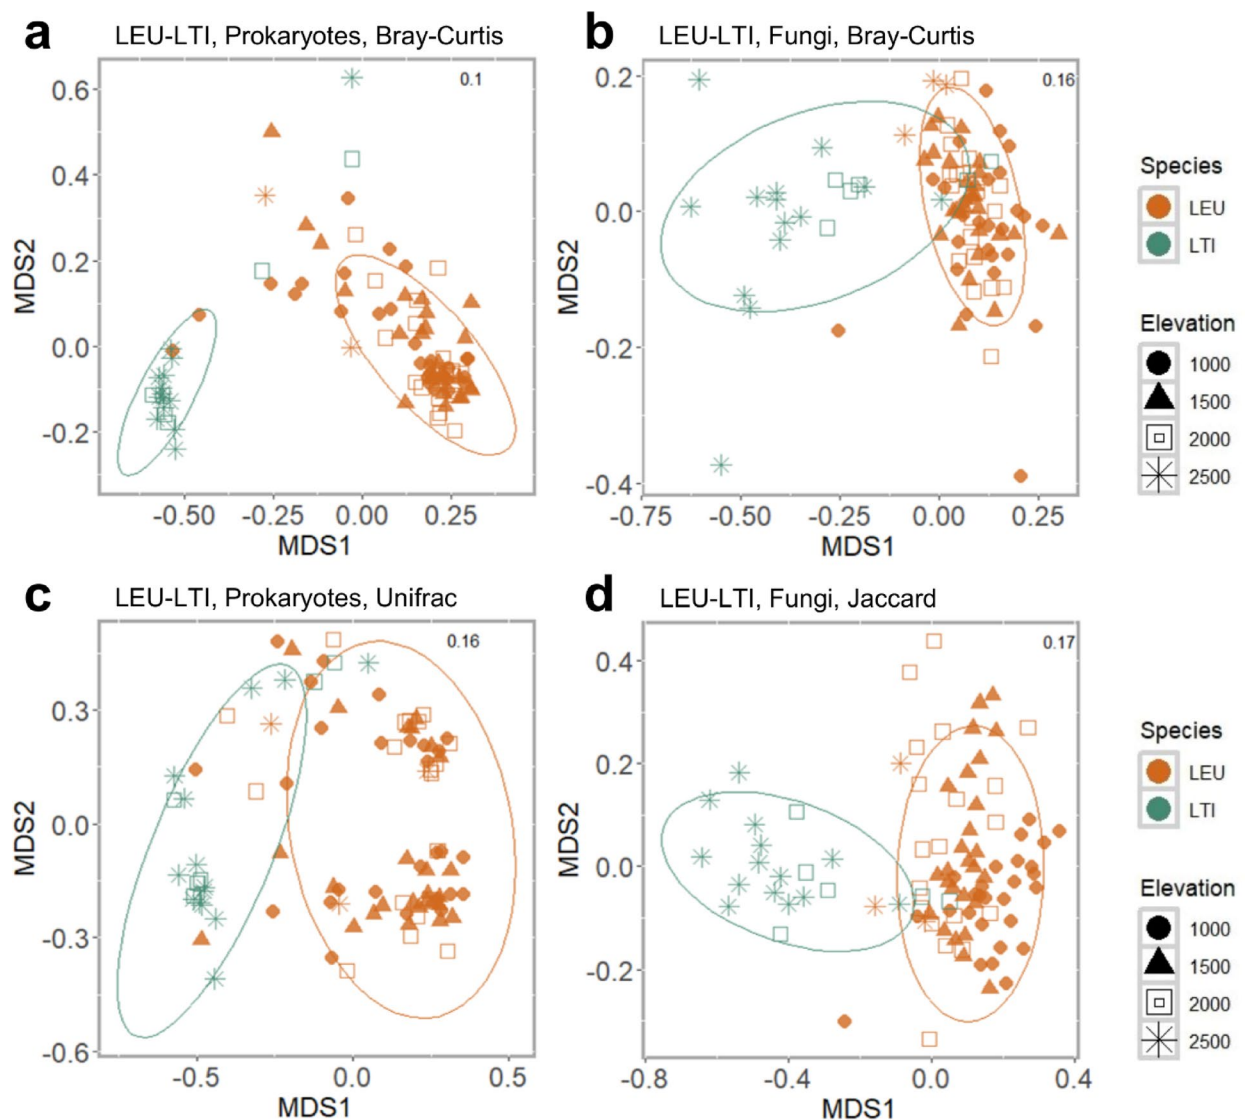 a LEU-LTI, Prokaryotes, Bray-Curtis
0.1
0.6
0.4
0.2
0.0
-0.2
MDS2
-0.50 -0.25 0.00 0.25
MDS1
b LEU-LTI, Fungi, Bray-Curtis
0.16
0.2
0.0
-0.2
-0.4
MDS2
-0.75 -0.50 -0.25 0.00 0.25
MDS1
Species
LEU
LTI
Elevation
1000
1500
2000
2500
c LEU-LTI, Prokaryotes, Unifrac
0.16
0.3
0.0
-0.3
-0.6
MDS2
-0.5 0.0 0.5
MDS1
d LEU-LTI, Fungi, Jaccard
0.17
0.4
0.2
0.0
-0.2
MDS2
-0.8 -0.4 0.0 0.4
MDS1
Species
LEU
LTI
Elevation
1000
1500
2000
2500